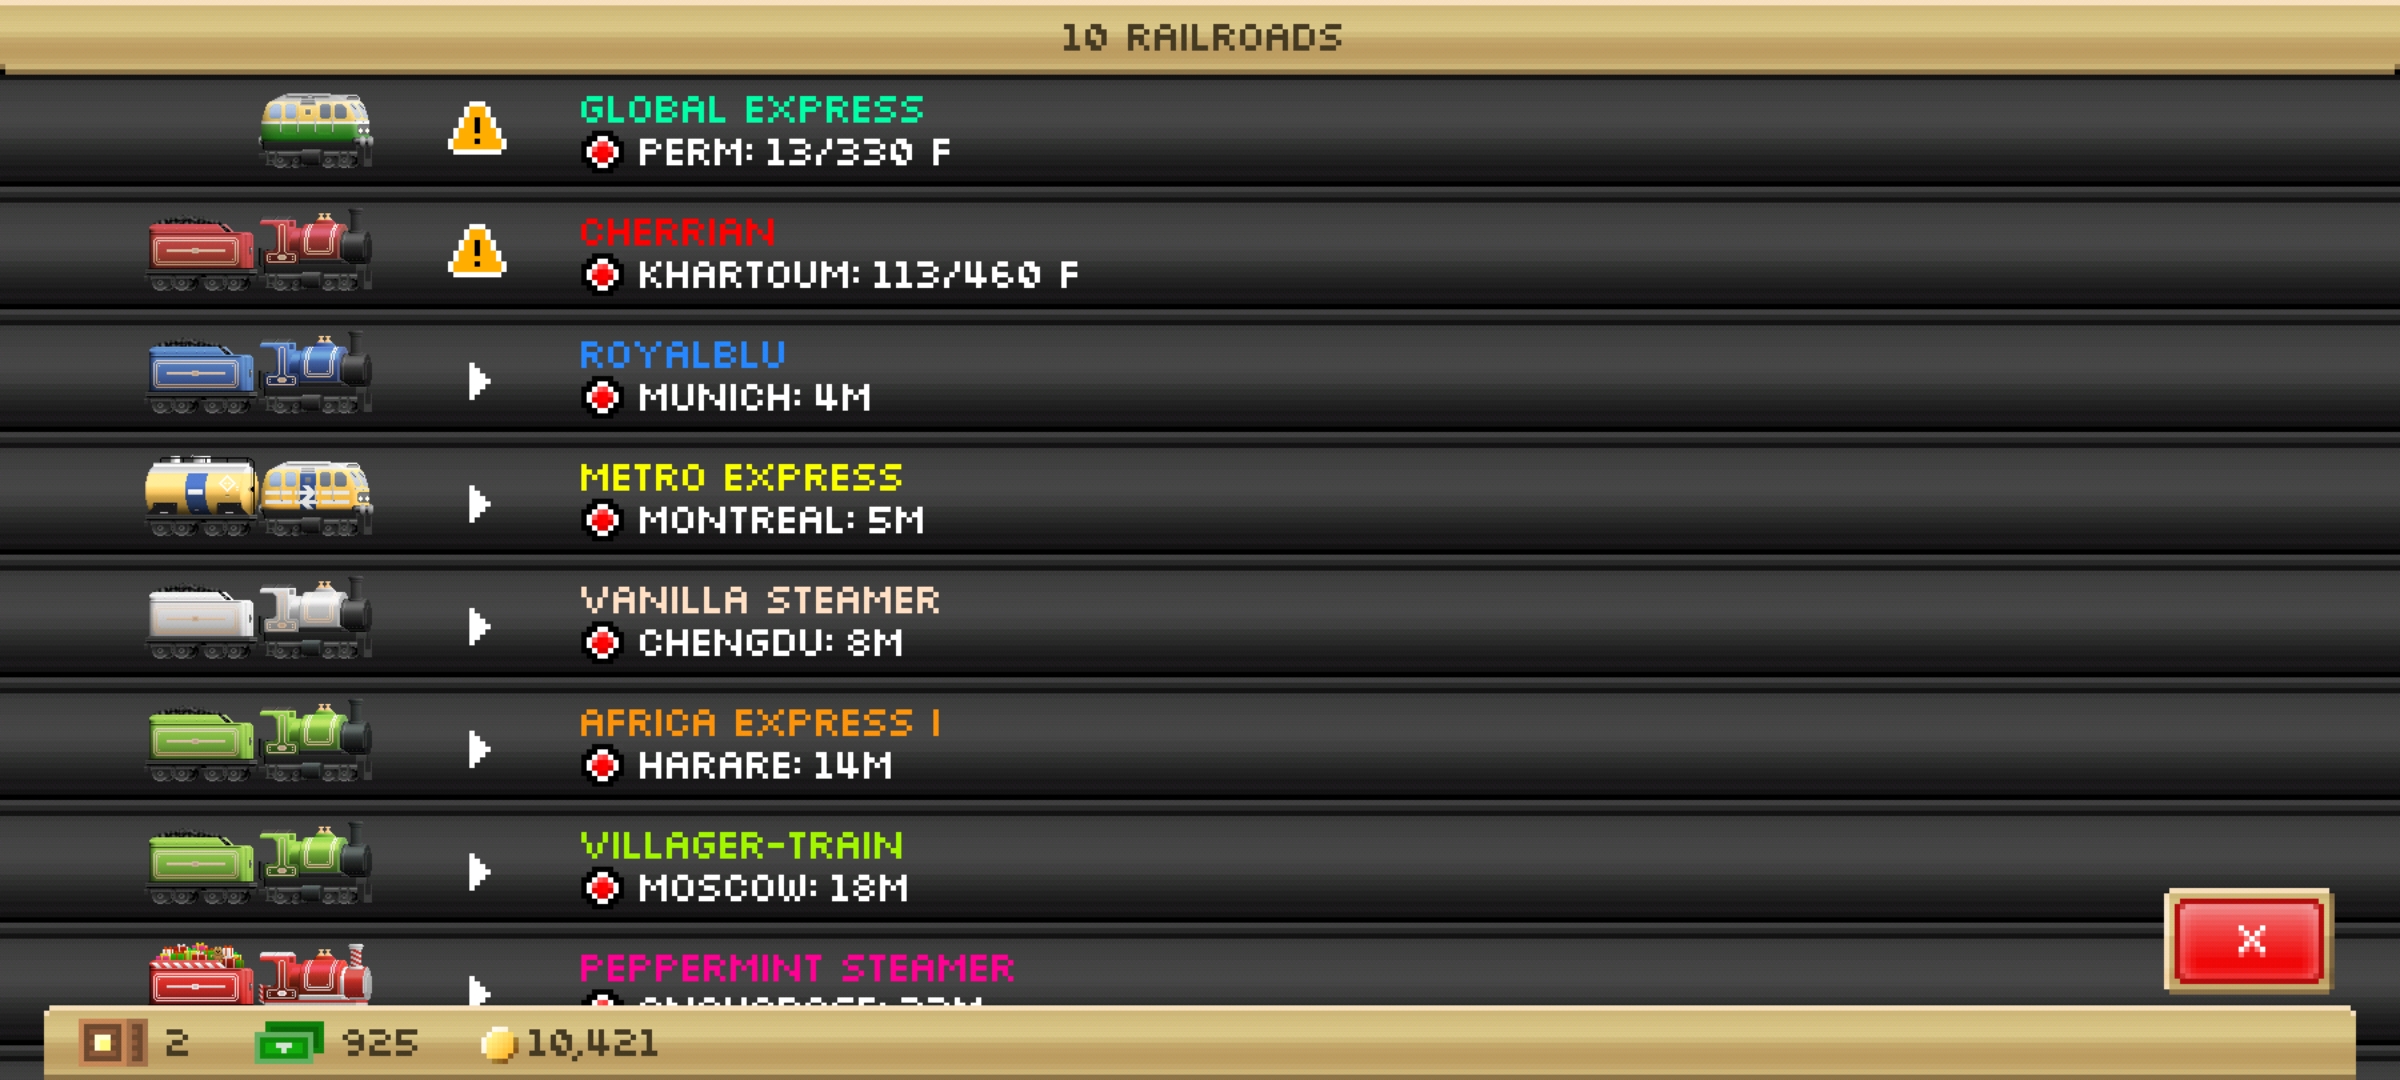 10 RAILROADS
GLOBAL EXPRESS
PERM: 13/330 F
CHERRIAN
KHARTOUM: 113/460 F
ROYALBLU
MUNICH: 4M
METRO EXPRESS
MONTREAL: 5M
VANILLA STEAMER
CHENGDU: 8M
AFRICA EXPRESS I
HARARE: 14M
VILLAGER-TRAIN
MOSCOW: 18M
PEPPERMINT STEAMER
X
2
925
10,421